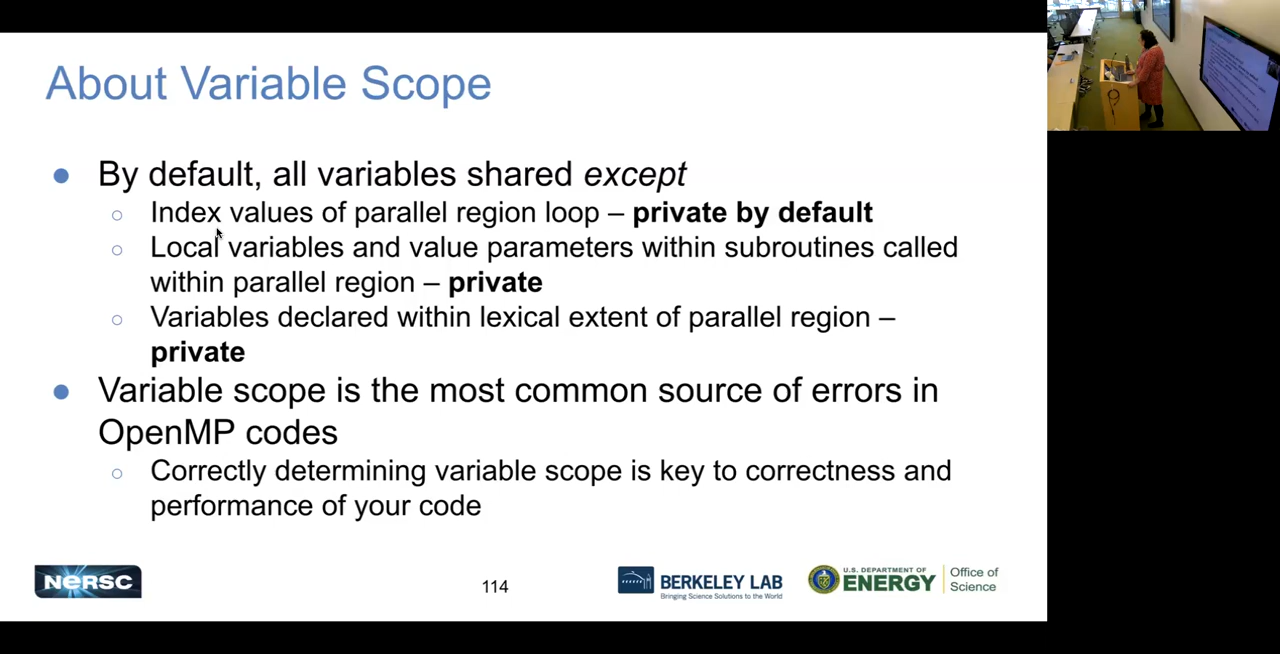 About Variable Scope
● By default, all variables shared except
○ Index values of parallel region loop – private by default
○ Local variables and value parameters within subroutines called
within parallel region – private
○ Variables declared within lexical extent of parallel region –
private
● Variable scope is the most common source of errors in
OpenMP codes
○ Correctly determining variable scope is key to correctness and
performance of your code
NERSC
114
BERKELEY LAB
Bringing Science Solutions to the World
U.S. DEPARTMENT OF
ENERGY
Office of
Science